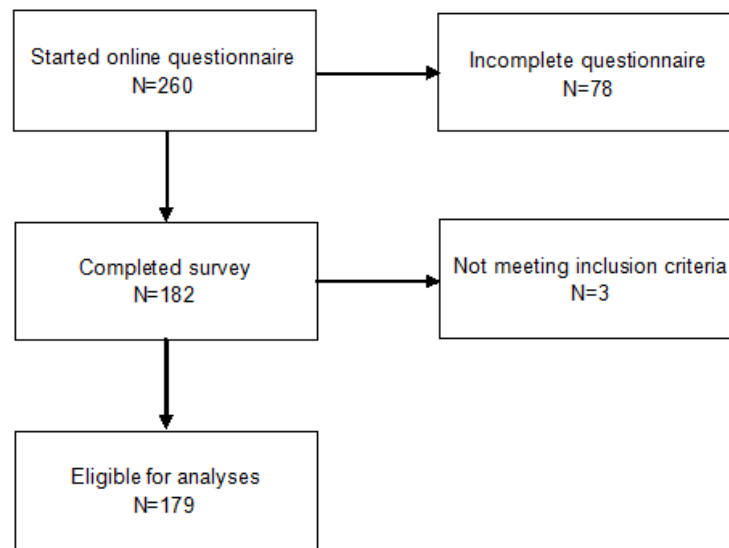 Started online questionnaire
N=260
Incomplete questionnaire
N=78
Completed survey
N=182
Not meeting inclusion criteria
N=3
Eligible for analyses
N=179